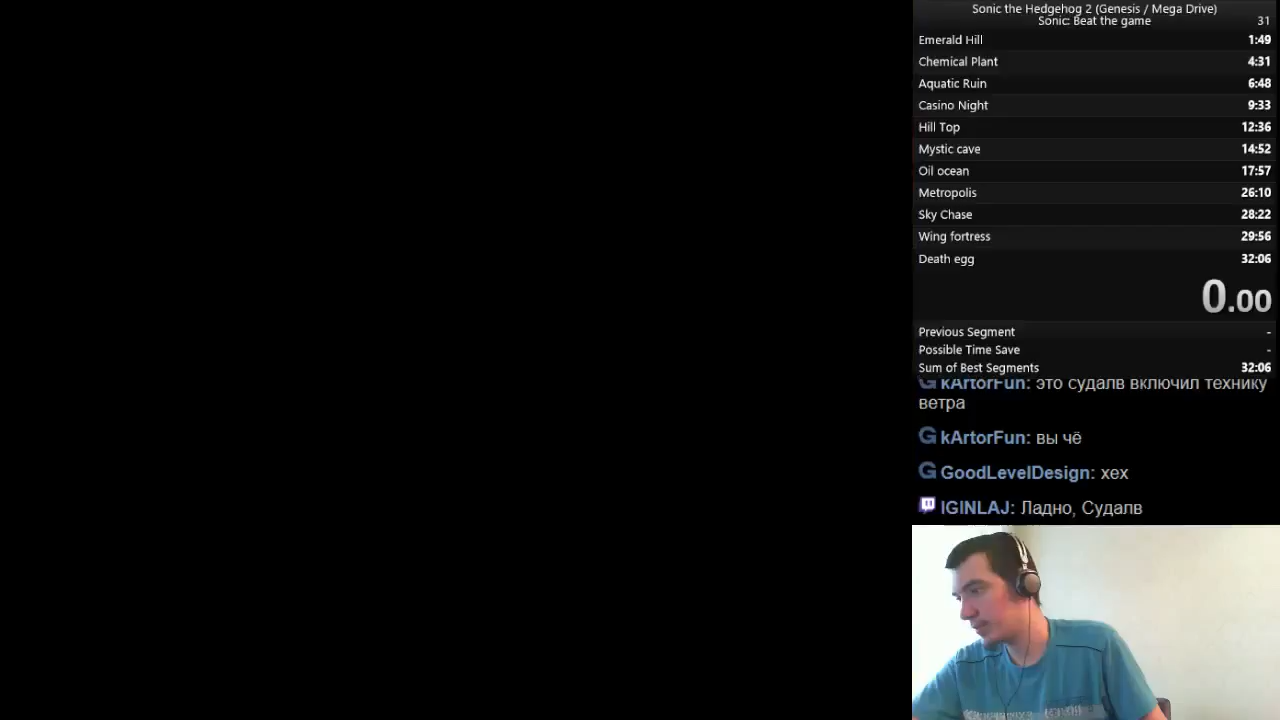 Sonic the Hedgehog 2 (Genesis / Mega Drive)
Sonic: Beat the game 31
Emerald Hill 1:49
Chemical Plant 4:31
Aquatic Ruin 6:48
Casino Night 9:33
Hill Top 12:36
Mystic cave 14:52
Oil ocean 17:57
Metropolis 26:10
Sky Chase 28:22
Wing fortress 29:56
Death egg 32:06
0.00
Previous Segment -
Possible Time Save -
Sum of Best Segments 32:06
kArtorFun: это судалв включил технику
ветра
kArtorFun: вы чё
GoodLevelDesign: хех
IGINLAJ: Ладно, Судалв